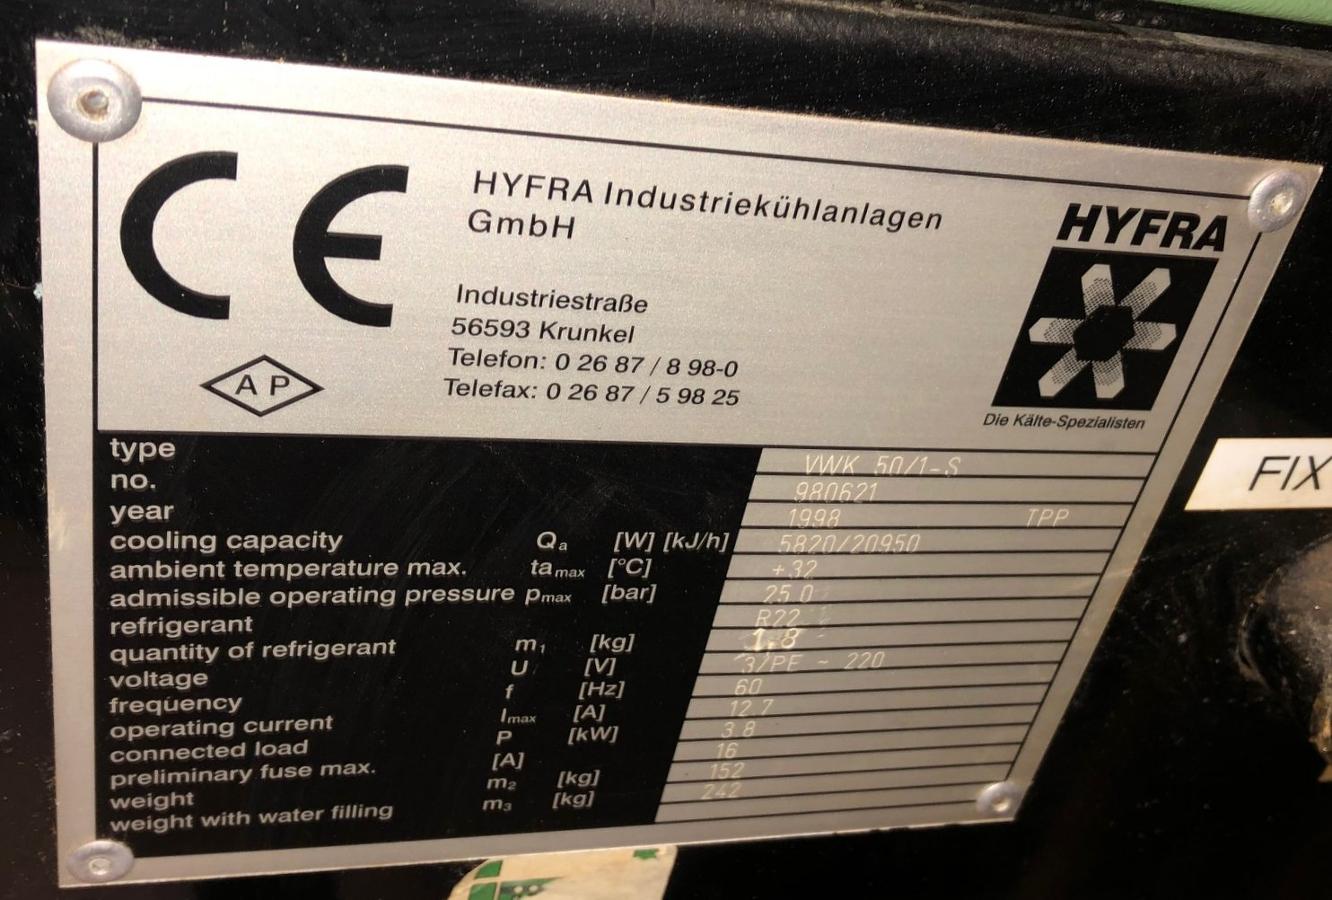 CE
HYFRA Industriekühlanlagen
GmbH
HYFRA
Industriestraße
56593 Krunkel
Telefon: 0 26 87 / 8 98-0
Telefax: 0 26 87 / 5 98 25
A P
Die Kälte-Spezialisten
type VWK 50/1-S
no. 980621
year 1998 TPP
cooling capacity Qa [W] [kJ/h] 5820/20950
ambient temperature max. ta max [°C] +32
admissible operating pressure pmax [bar] 25.0
refrigerant R22
quantity of refrigerant m1 [kg] 1,8
voltage U [V] 3/PE ~ 220
frequency f [Hz] 60
operating current Imax [A] 12.7
connected load P [kW] 3.8
preliminary fuse max. [A] 16
weight m2 [kg] 152
weight with water filling m3 [kg] 242
FIX